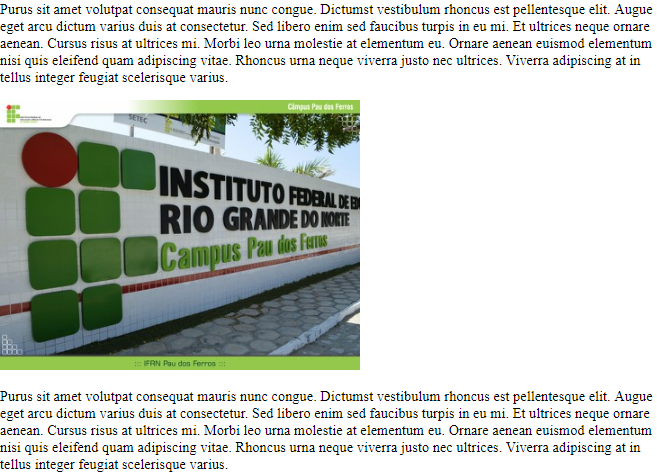 Purus sit amet volutpat consequat mauris nunc congue. Dictumst vestibulum rhoncus est pellentesque elit. Augue
eget arcu dictum varius duis at consectetur. Sed libero enim sed faucibus turpis in eu mi. Et ultrices neque ornare
aenean. Cursus risus at ultrices mi. Morbi leo urna molestie at elementum eu. Ornare aenean euismod elementum
nisi quis eleifend quam adipiscing vitae. Rhoncus urna neque viverra justo nec ultrices. Viverra adipiscing at in
tellus integer feugiat scelerisque varius.
Câmpus Pau dos Ferros
SETEC
INSTITUTO FEDERAL DE ED
RIO GRANDE DO NORTE
Campus Pau dos Ferros
::: IFRN Pau dos Ferros :::
Purus sit amet volutpat consequat mauris nunc congue. Dictumst vestibulum rhoncus est pellentesque elit. Augue
eget arcu dictum varius duis at consectetur. Sed libero enim sed faucibus turpis in eu mi. Et ultrices neque ornare
aenean. Cursus risus at ultrices mi. Morbi leo urna molestie at elementum eu. Ornare aenean euismod elementum
nisi quis eleifend quam adipiscing vitae. Rhoncus urna neque viverra justo nec ultrices. Viverra adipiscing at in
tellus integer feugiat scelerisque varius.